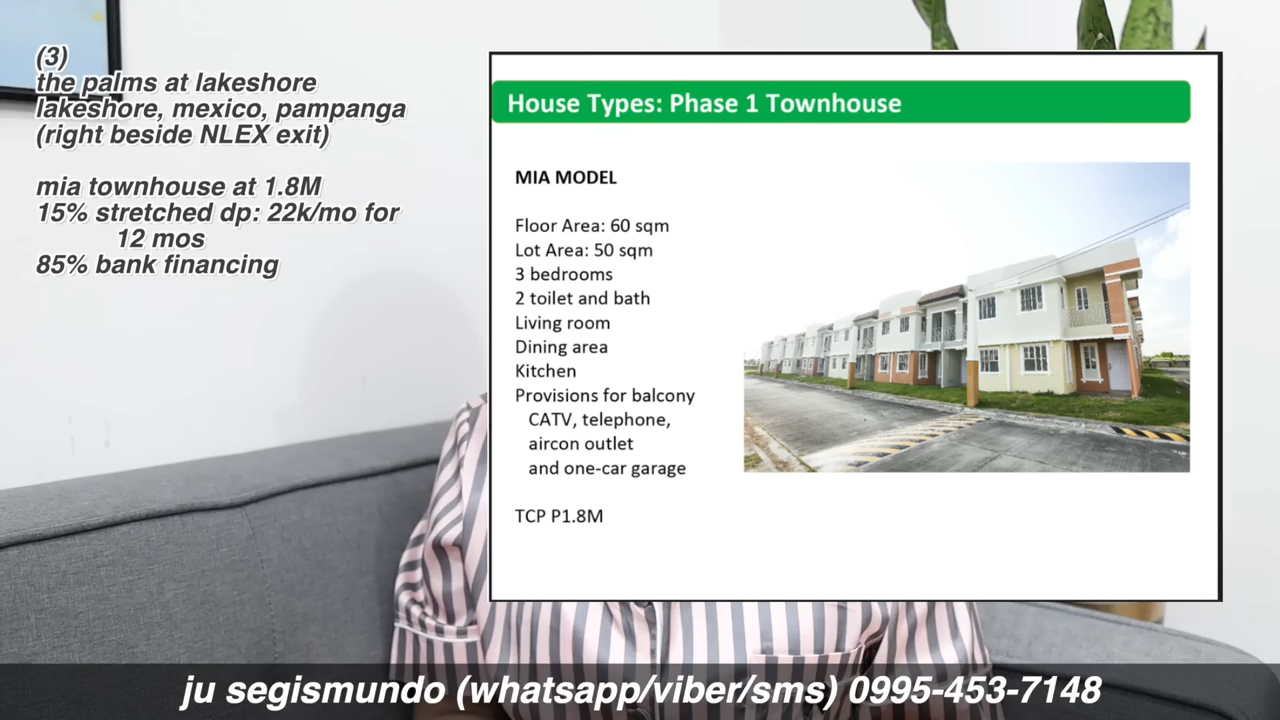 (3)
the palms at lakeshore
lakeshore, mexico, pampanga
(right beside NLEX exit)
mia townhouse at 1.8M
15% stretched dp: 22k/mo for
12 mos
85% bank financing
House Types: Phase 1 Townhouse
MIA MODEL
Floor Area: 60 sqm
Lot Area: 50 sqm
3 bedrooms
2 toilet and bath
Living room
Dining area
Kitchen
Provisions for balcony
CATV, telephone,
aircon outlet
and one-car garage
TCP P1.8M
ju segismundo (whatsapp/viber/sms) 0995-453-7148